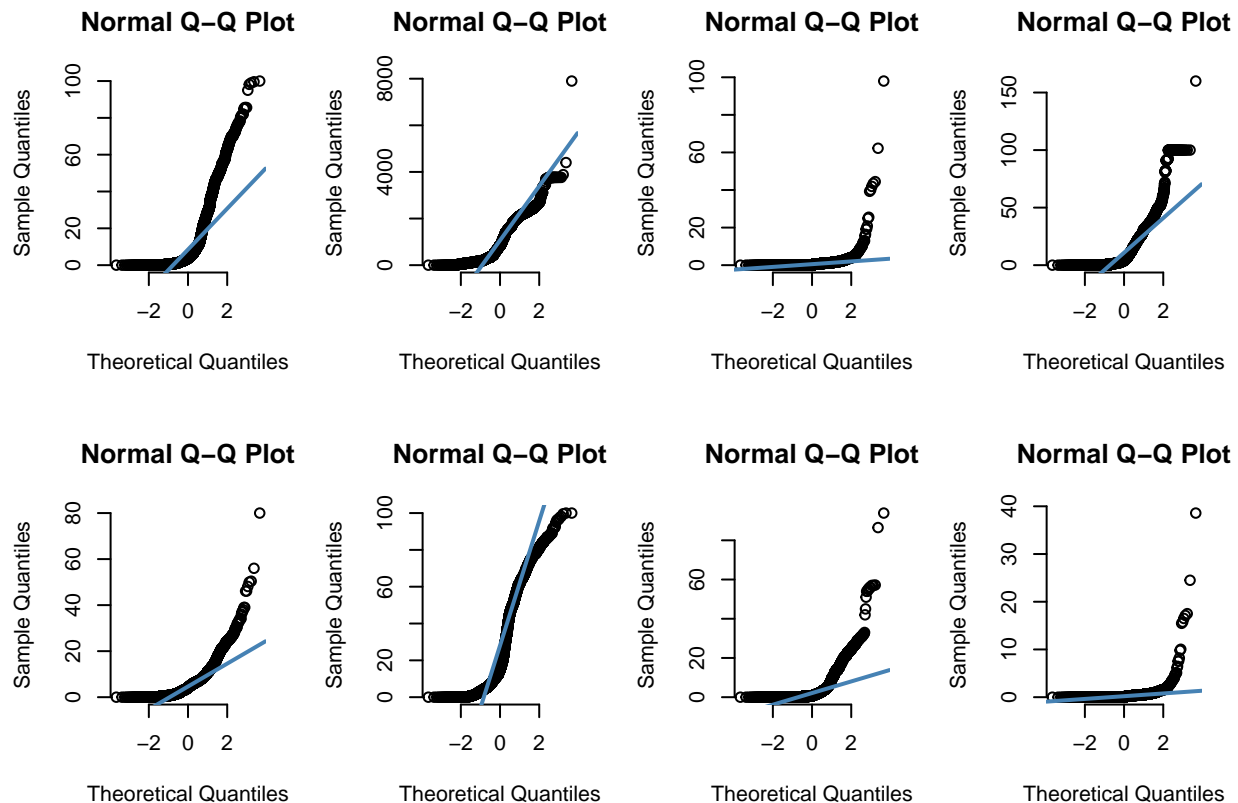 Normal Q−Q Plot
Sample Quantiles
0 20 60 100
−2 0 2
Theoretical Quantiles
Normal Q−Q Plot
Sample Quantiles
0 4000 8000
−2 0 2
Theoretical Quantiles
Normal Q−Q Plot
Sample Quantiles
0 20 40 60 80 100
−2 0 2
Theoretical Quantiles
Normal Q−Q Plot
Sample Quantiles
0 50 100 150
−2 0 2
Theoretical Quantiles
Normal Q−Q Plot
Sample Quantiles
0 20 40 60 80
−2 0 2
Theoretical Quantiles
Normal Q−Q Plot
Sample Quantiles
0 20 60 100
−2 0 2
Theoretical Quantiles
Normal Q−Q Plot
Sample Quantiles
0 20 60
−2 0 2
Theoretical Quantiles
Normal Q−Q Plot
Sample Quantiles
0 10 20 30 40
−2 0 2
Theoretical Quantiles